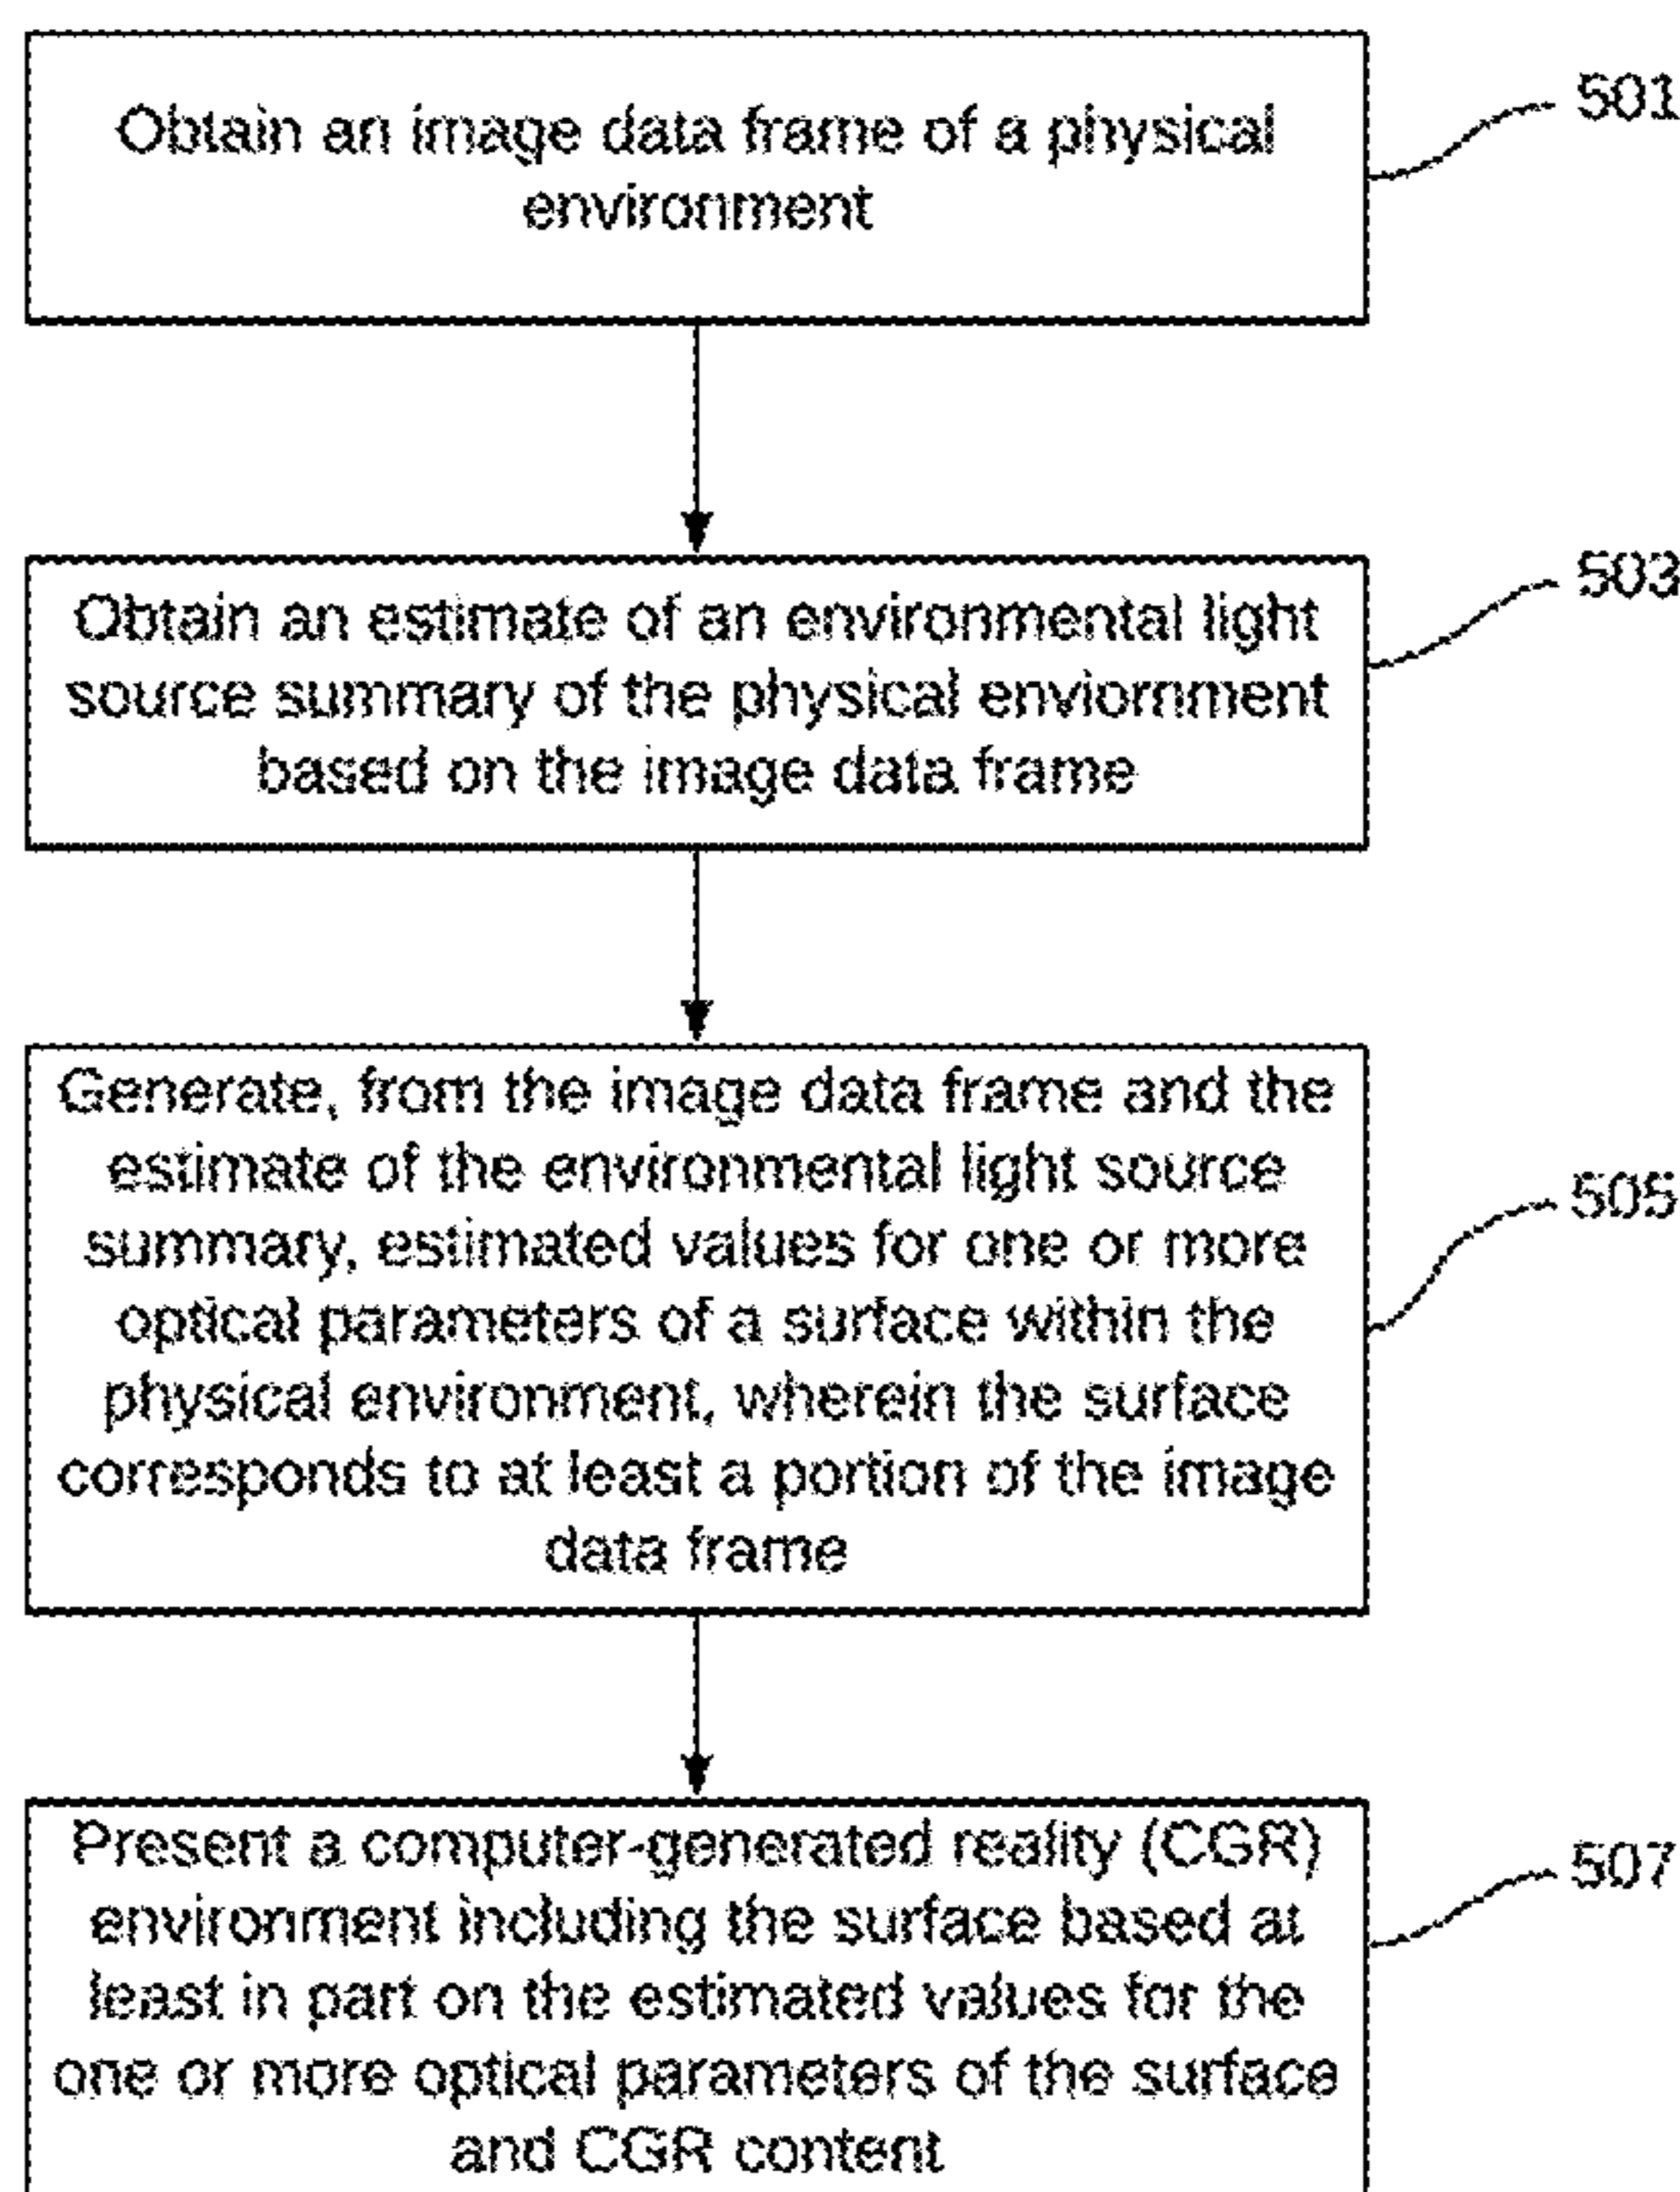 Obtain an image data frame of a physical
environment
501
Obtain an estimate of an environmental light
source summary of the physical enviornment
based on the image data frame
503
Generate, from the image data frame and the
estimate of the environmental light source
summary, estimated values for one or more
optical parameters of a surface within the
physical environment, wherein the surface
corresponds to at least a portion of the image
data frame
505
Present a computer-generated reality (CGR)
environment including the surface based at
least in part on the estimated values for the
one or more optical parameters of the surface
and CGR content
507